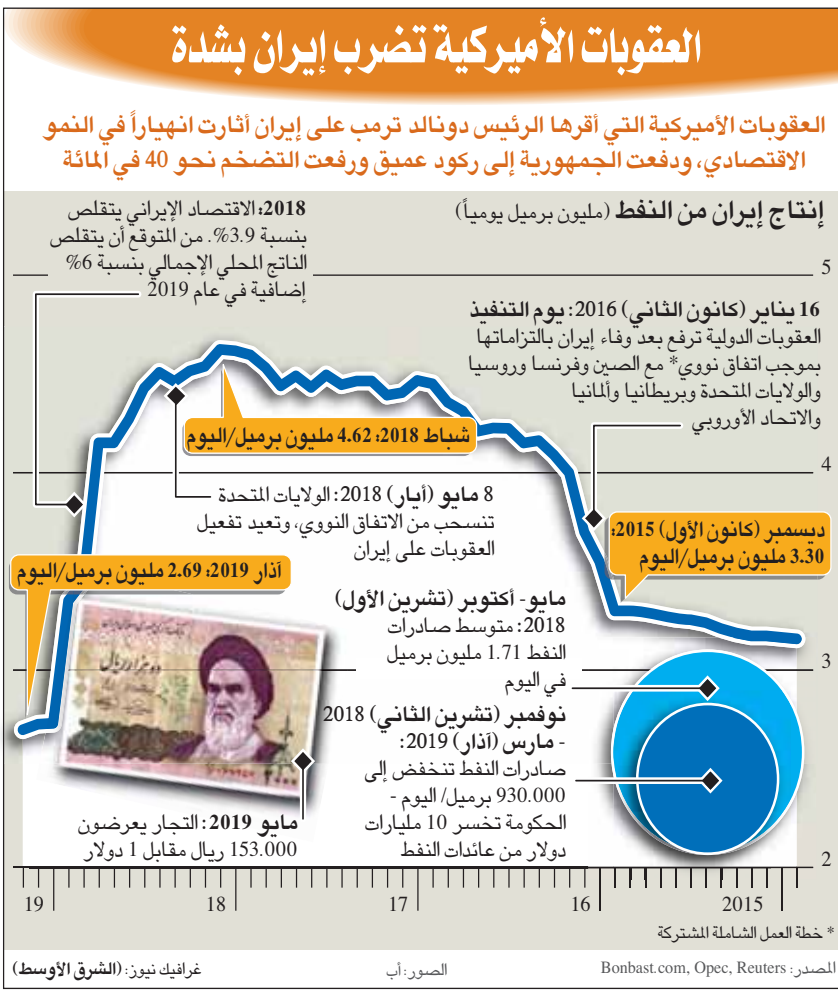 العقوبات الأميركية تضرب إيران بشدة
العقوبات الأميركية التي أقرها الرئيس دونالد ترمب على إيران أثارت انهياراً في النمو
الاقتصادي، ودفعت الجمهورية إلى ركود عميق ورفعت التضخم نحو 40 في المائة
إنتاج إيران من النفط (مليون برميل يومياً)
5
4
3
2
2018: الاقتصاد الإيراني يتقلص
بنسبة 3.9%. من المتوقع أن يتقلص
الناتج المحلي الإجمالي بنسبة 6%
إضافية في عام 2019
16 يناير (كانون الثاني) 2016: يوم التنفيذ
العقوبات الدولية ترفع بعد وفاء إيران بالتزاماتها
بموجب اتفاق نووي* مع الصين وفرنسا وروسيا
والولايات المتحدة وبريطانيا وألمانيا
والاتحاد الأوروبي
شباط 2018: 4.62 مليون برميل/اليوم
8 مايو (أيار) 2018: الولايات المتحدة
تنسحب من الاتفاق النووي، وتعيد تفعيل
العقوبات على إيران
ديسمبر (كانون الأول) 2015:
3.30 مليون برميل/اليوم
آذار 2019: 2.69 مليون برميل/اليوم
مايو- أكتوبر (تشرين الأول)
2018: متوسط صادرات
النفط 1.71 مليون برميل
في اليوم
نوفمبر (تشرين الثاني) 2018
- مارس (آذار) 2019:
صادرات النفط تنخفض إلى
930.000 برميل/ اليوم -
الحكومة تخسر 10 مليارات
دولار من عائدات النفط
دو هزار ريال
مايو 2019: التجار يعرضون
153.000 ريال مقابل 1 دولار
2015
16
17
18
19
* خطة العمل الشاملة المشتركة
المصدر: Bonbast.com, Opec, Reuters
الصور: أب
غرافيك نيوز: (الشرق الأوسط)